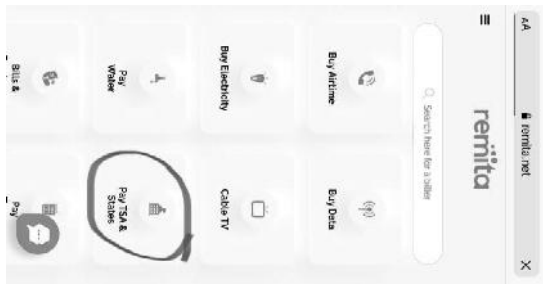 AA
remita.net
remita
Search here for a biller
Buy Airtime
Buy Data
Buy Electricity
Cable TV
Pay
Water
Pay TSA &
States
Bills &
Pay